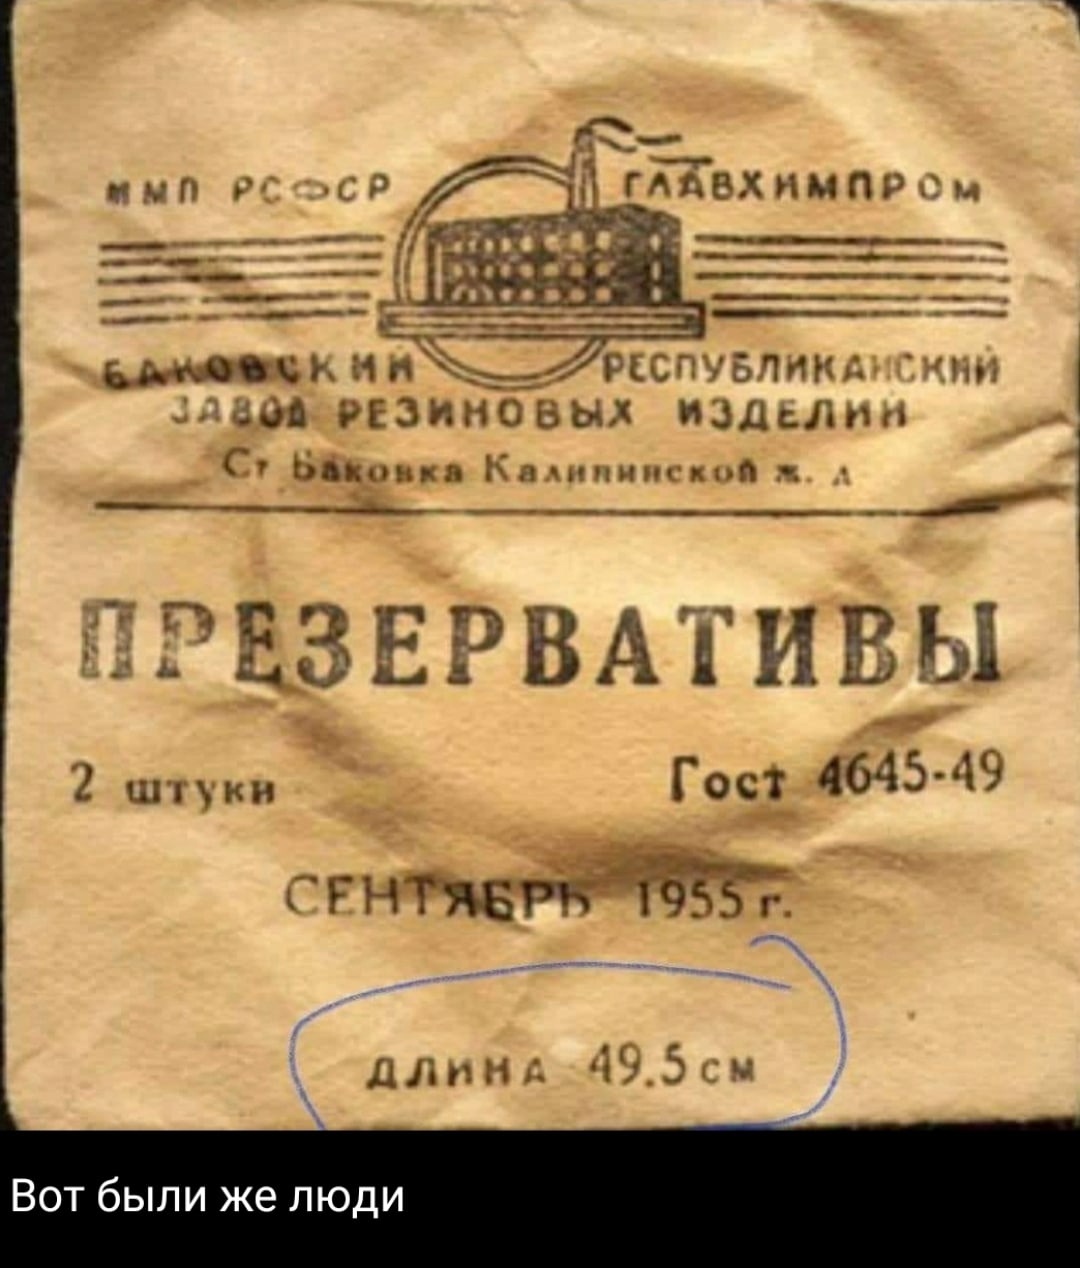 ММП РСФСР ГЛАВХИМПРОМ
БАКОВСКИЙ РЕСПУБЛИКАНСКИЙ
ЗАВОД РЕЗИНОВЫХ ИЗДЕЛИЙ
Ст Баковка Калининской ж. д
ПРЕЗЕРВАТИВЫ
2 штуки Гост 4645-49
СЕНТЯБРЬ 1955 г.
ДЛИНА 49.5 см
Вот были же люди